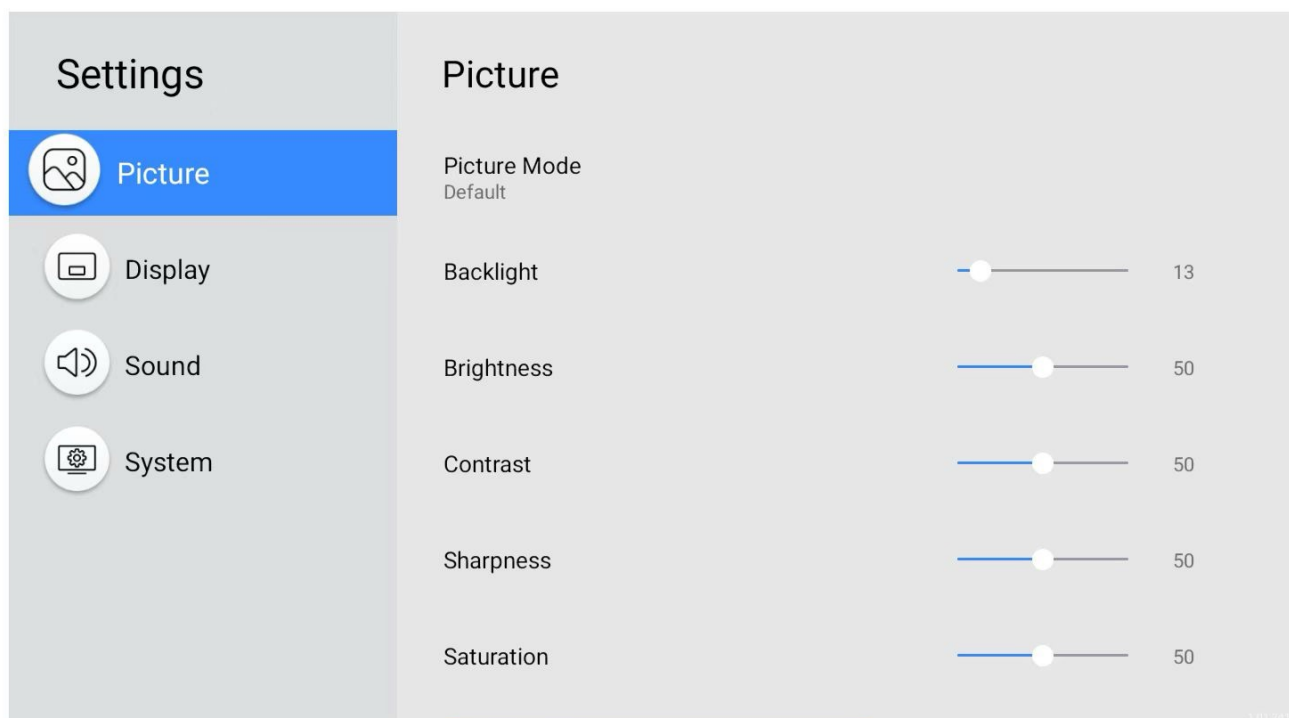 Settings
Picture
Display
Sound
System
Picture
Picture Mode
Default
Backlight 13
Brightness 50
Contrast 50
Sharpness 50
Saturation 50